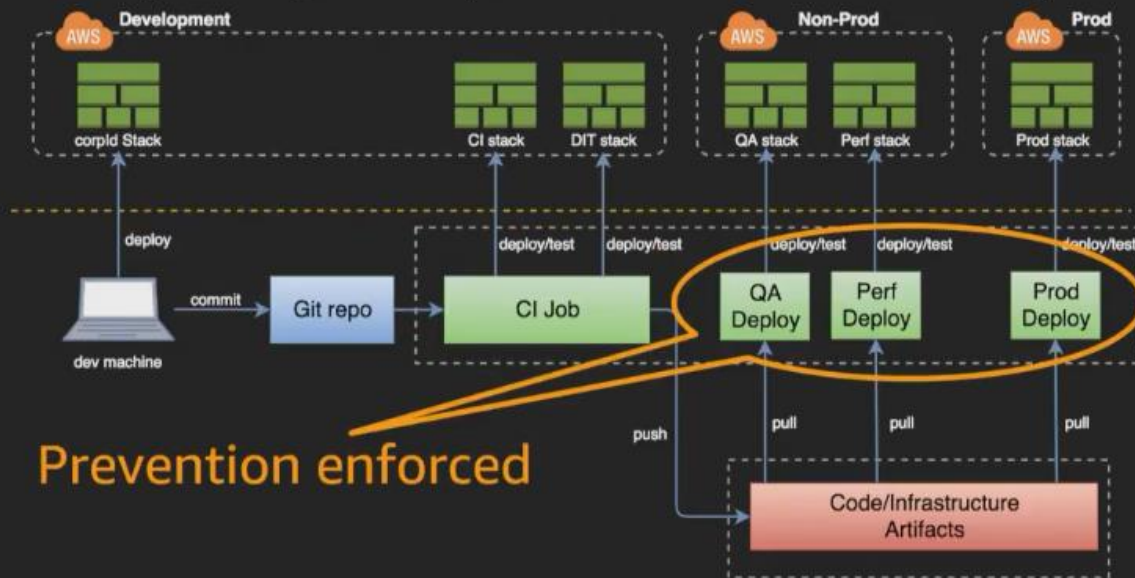 Development
AWS
corpId Stack
CI stack
DIT stack
Non-Prod
AWS
QA stack
Perf stack
Prod
AWS
Prod stack
deploy
deploy/test
deploy/test
deploy/test
deploy/test
deploy/test
dev machine
commit
Git repo
CI Job
QA
Deploy
Perf
Deploy
Prod
Deploy
Prevention enforced
push
pull
pull
pull
Code/Infrastructure
Artifacts